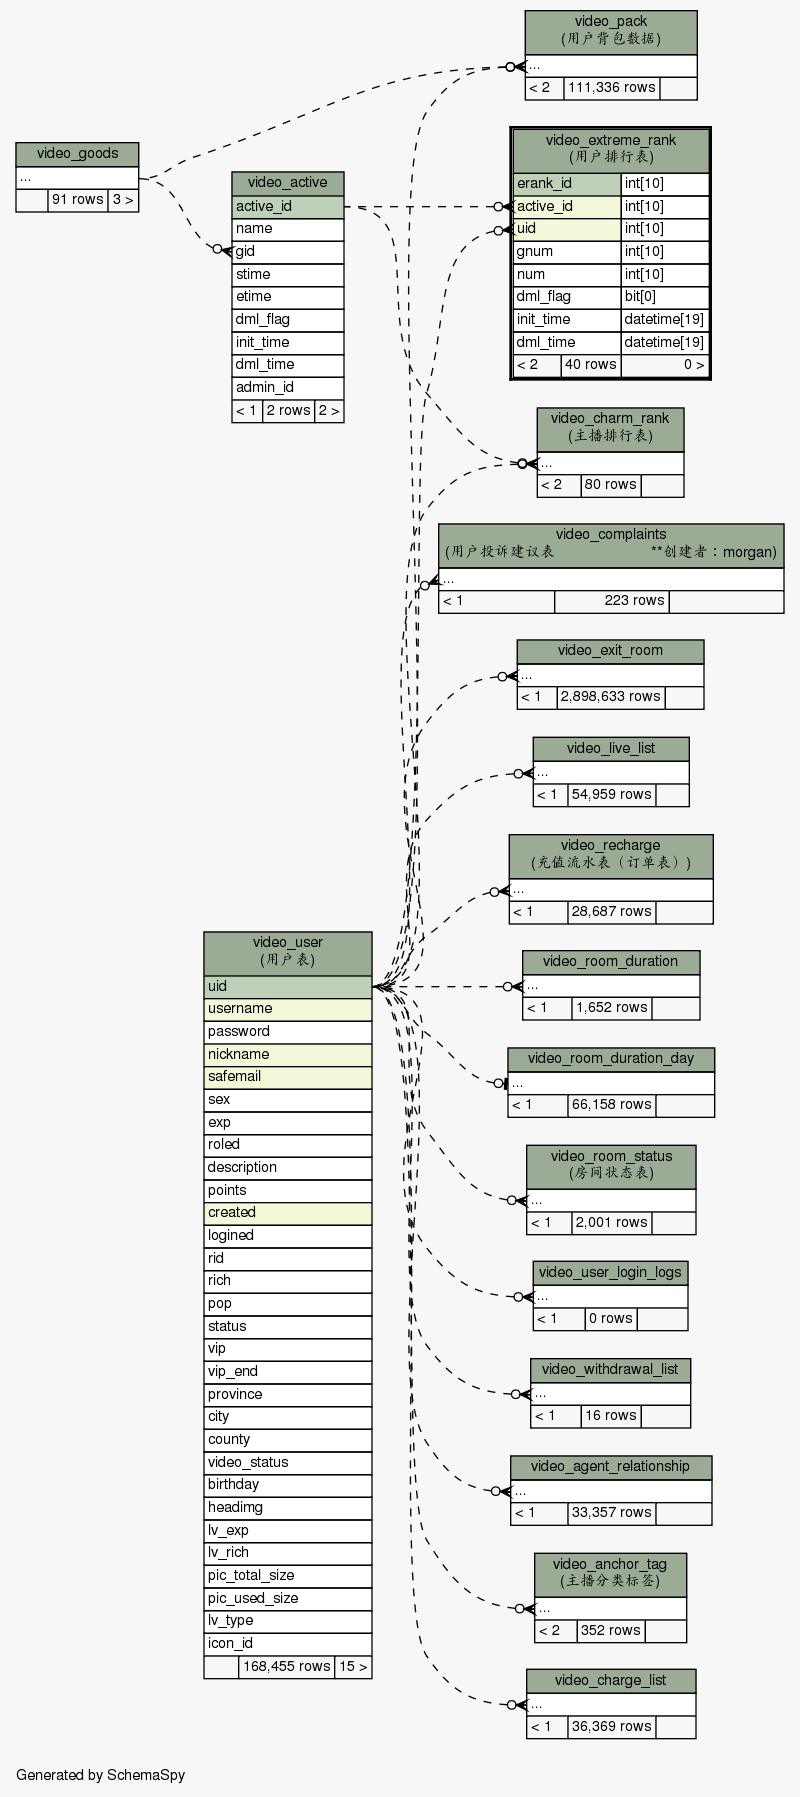 video_pack
(用户背包数据)
...
< 2 111,336 rows
video_goods
...
91 rows 3 >
video_active
active_id
name
gid
stime
etime
dml_flag
init_time
dml_time
admin_id
< 1 2 rows 2 >
video_extreme_rank
(用户排行表)
erank_id int[10]
active_id int[10]
uid int[10]
gnum int[10]
num int[10]
dml_flag bit[0]
init_time datetime[19]
dml_time datetime[19]
< 2 40 rows 0 >
video_charm_rank
(主播排行表)
...
< 2 80 rows
video_complaints
(用户投诉建议表 **创建者：morgan)
...
< 1 223 rows
video_exit_room
...
< 1 2,898,633 rows
video_live_list
...
< 1 54,959 rows
video_recharge
(充值流水表（订单表）)
...
< 1 28,687 rows
video_room_duration
...
< 1 1,652 rows
video_room_duration_day
...
< 1 66,158 rows
video_room_status
(房间状态表)
...
< 1 2,001 rows
video_user_login_logs
...
< 1 0 rows
video_withdrawal_list
...
< 1 16 rows
video_agent_relationship
...
< 1 33,357 rows
video_anchor_tag
(主播分类标签)
...
< 2 352 rows
video_charge_list
...
< 1 36,369 rows
video_user
(用户表)
uid
username
password
nickname
safemail
sex
exp
roled
description
points
created
logined
rid
rich
pop
status
vip
vip_end
province
city
county
video_status
birthday
headimg
lv_exp
lv_rich
pic_total_size
pic_used_size
lv_type
icon_id
168,455 rows 15 >
Generated by SchemaSpy